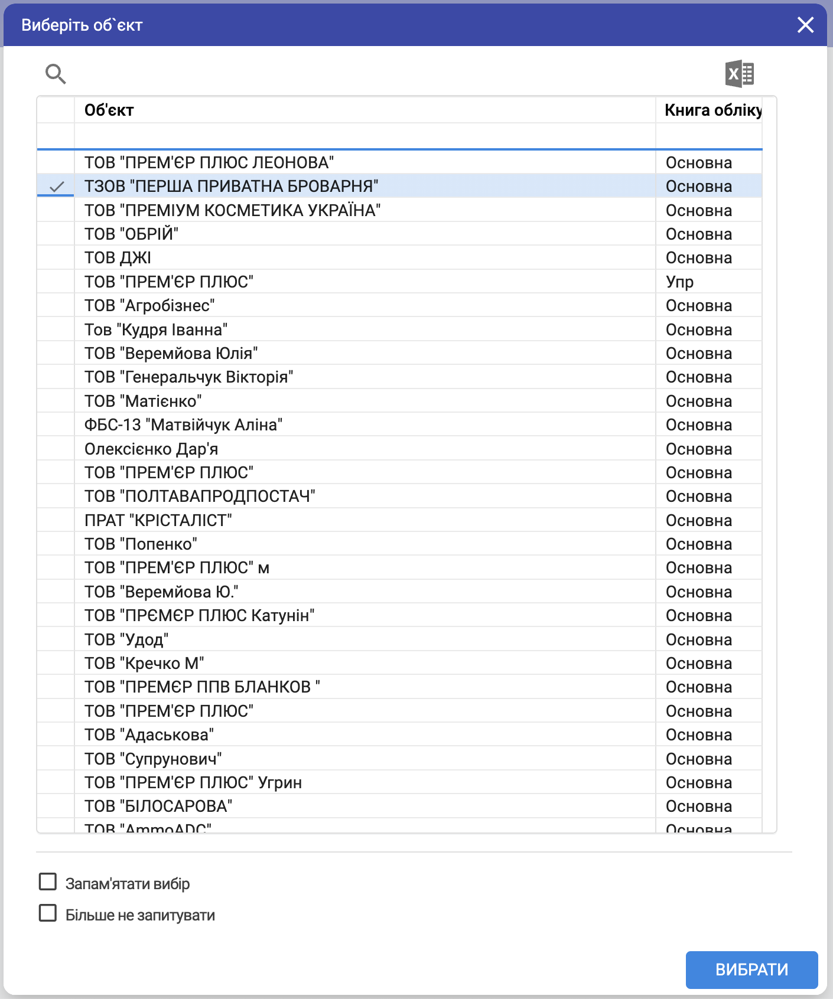 Виберіть об`єкт
X
Об'єкт Книга обліку
ТОВ "ПРЕМ'ЄР ПЛЮС ЛЕОНОВА" Основна
ТЗОВ "ПЕРША ПРИВАТНА БРОВАРНЯ" Основна
ТОВ "ПРЕМІУМ КОСМЕТИКА УКРАЇНА" Основна
ТОВ "ОБРІЙ" Основна
ТОВ ДЖІ Основна
ТОВ "ПРЕМ'ЄР ПЛЮС" Упр
ТОВ "Агробізнес" Основна
Тов "Кудря Іванна" Основна
ТОВ "Веремйова Юлія" Основна
ТОВ "Генеральчук Вікторія" Основна
ТОВ "Матієнко" Основна
ФБС-13 "Матвійчук Аліна" Основна
Олексієнко Дар'я Основна
ТОВ "ПРЕМ'ЄР ПЛЮС" Основна
ТОВ "ПОЛТАВАПРОДПОСТАЧ" Основна
ПРАТ "КРІСТАЛІСТ" Основна
ТОВ "Попенко" Основна
ТОВ "ПРЕМ'ЄР ПЛЮС" м Основна
ТОВ "Веремйова Ю." Основна
ТОВ "ПРЄМЄР ПЛЮС Катунін" Основна
ТОВ "Удод" Основна
ТОВ "Кречко М" Основна
ТОВ "ПРЕМЄР ППВ БЛАНКОВ " Основна
ТОВ "ПРЕМ'ЄР ПЛЮС" Основна
ТОВ "Адаськова" Основна
ТОВ "Супрунович" Основна
ТОВ "ПРЕМ'ЄР ПЛЮС" Угрин Основна
ТОВ "БІЛОСАРОВА" Основна
ТОВ "AmmoADC" Основна
Запам'ятати вибір
Більше не запитувати
ВИБРАТИ